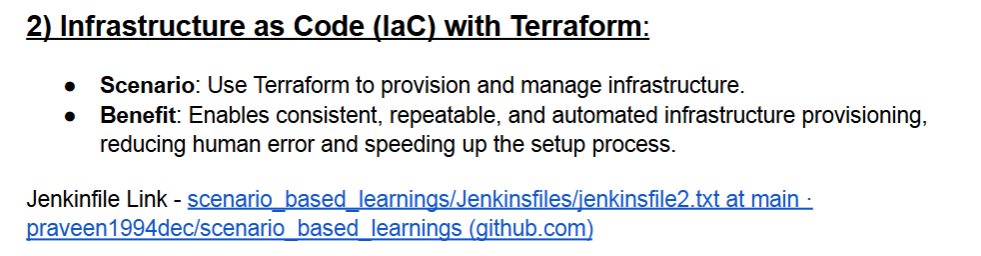 2) Infrastructure as Code (IaC) with Terraform:
● Scenario: Use Terraform to provision and manage infrastructure.
● Benefit: Enables consistent, repeatable, and automated infrastructure provisioning,
reducing human error and speeding up the setup process.
Jenkinfile Link - scenario_based_learnings/Jenkinsfiles/jenkinsfile2.txt at main ·
praveen1994dec/scenario_based_learnings (github.com)